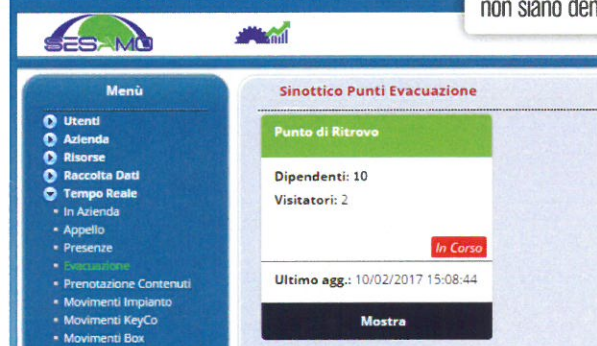 non siano den
SESAMO
Menù
Utenti
Azienda
Risorse
Raccolta Dati
Tempo Reale
In Azienda
Appello
Presenze
Evacuazione
Prenotazione Contenuti
Movimenti Impianto
Movimenti KeyCo
Movimenti Box
Sinottico Punti Evacuazione
Punto di Ritrovo
Dipendenti: 10
Visitatori: 2
In Corso
Ultimo agg.: 10/02/2017 15:08:44
Mostra